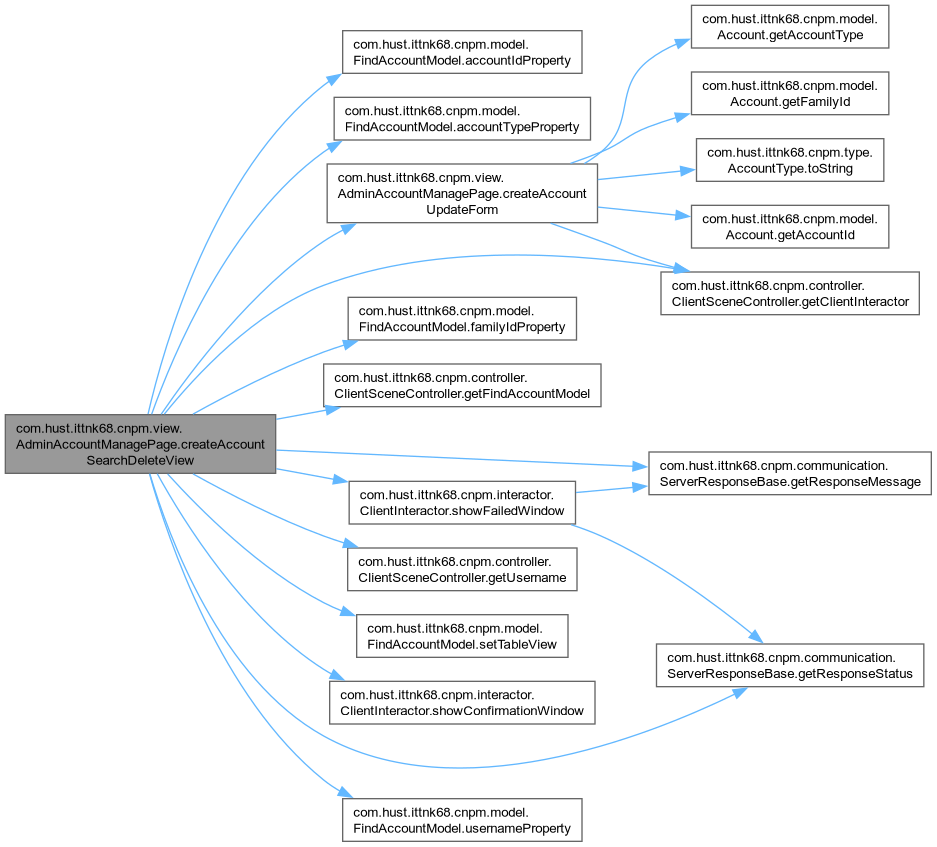 com.hust.ittnk68.cnpm.view.
AdminAccountManagePage.createAccount
SearchDeleteView
com.hust.ittnk68.cnpm.model.
FindAccountModel.accountIdProperty
com.hust.ittnk68.cnpm.model.
FindAccountModel.accountTypeProperty
com.hust.ittnk68.cnpm.view.
AdminAccountManagePage.createAccount
UpdateForm
com.hust.ittnk68.cnpm.model.
FindAccountModel.familyIdProperty
com.hust.ittnk68.cnpm.controller.
ClientSceneController.getFindAccountModel
com.hust.ittnk68.cnpm.interactor.
ClientInteractor.showFailedWindow
com.hust.ittnk68.cnpm.controller.
ClientSceneController.getUsername
com.hust.ittnk68.cnpm.model.
FindAccountModel.setTableView
com.hust.ittnk68.cnpm.interactor.
ClientInteractor.showConfirmationWindow
com.hust.ittnk68.cnpm.model.
FindAccountModel.usernameProperty
com.hust.ittnk68.cnpm.model.
Account.getAccountType
com.hust.ittnk68.cnpm.model.
Account.getFamilyId
com.hust.ittnk68.cnpm.type.
AccountType.toString
com.hust.ittnk68.cnpm.model.
Account.getAccountId
com.hust.ittnk68.cnpm.controller.
ClientSceneController.getClientInteractor
com.hust.ittnk68.cnpm.communication.
ServerResponseBase.getResponseMessage
com.hust.ittnk68.cnpm.communication.
ServerResponseBase.getResponseStatus